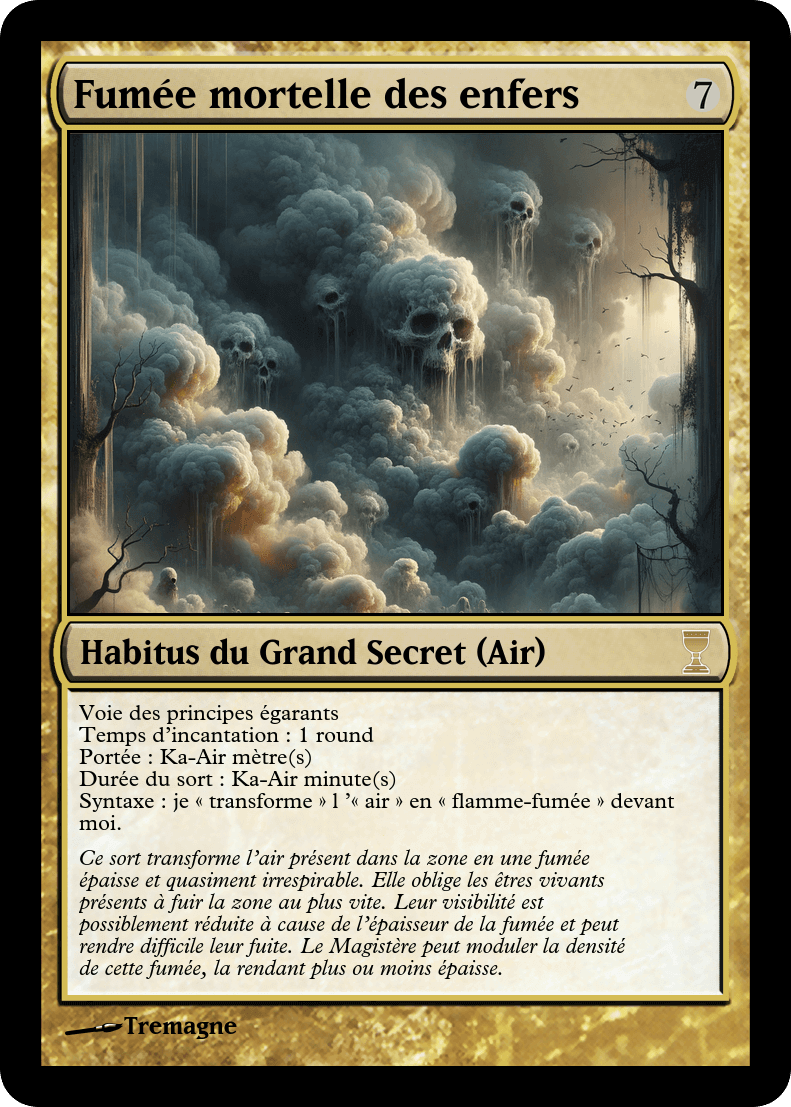 Fumée mortelle des enfers
7
Habitus du Grand Secret (Air)
Voie des principes égarants
Temps d'incantation : 1 round
Portée : Ka-Air mètre(s)
Durée du sort : Ka-Air minute(s)
Syntaxe : je « transforme » l '« air » en « flamme-fumée » devant
moi.
Ce sort transforme l'air présent dans la zone en une fumée
épaisse et quasiment irrespirable. Elle oblige les êtres vivants
présents à fuir la zone au plus vite. Leur visibilité est
possiblement réduite à cause de l'épaisseur de la fumée et peut
rendre difficile leur fuite. Le Magistère peut moduler la densité
de cette fumée, la rendant plus ou moins épaisse.
Tremagne